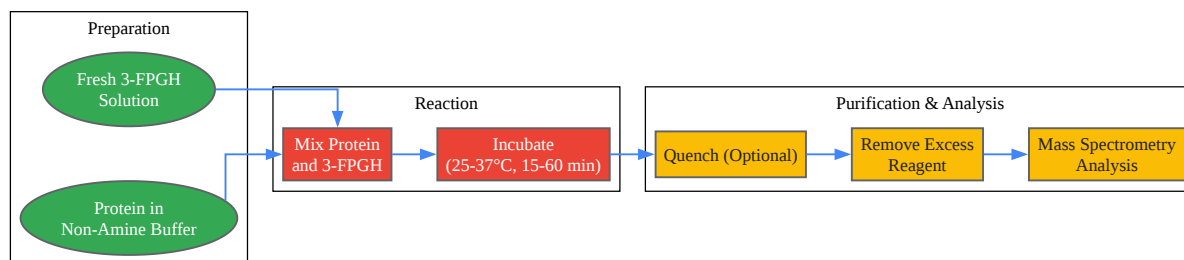 Preparation
Fresh 3-FPGH
Solution
Protein in
Non-Amine Buffer
Reaction
Mix Protein
and 3-FPGH
Incubate
(25-37°C, 15-60 min)
Purification & Analysis
Quench (Optional)
Remove Excess
Reagent
Mass Spectrometry
Analysis